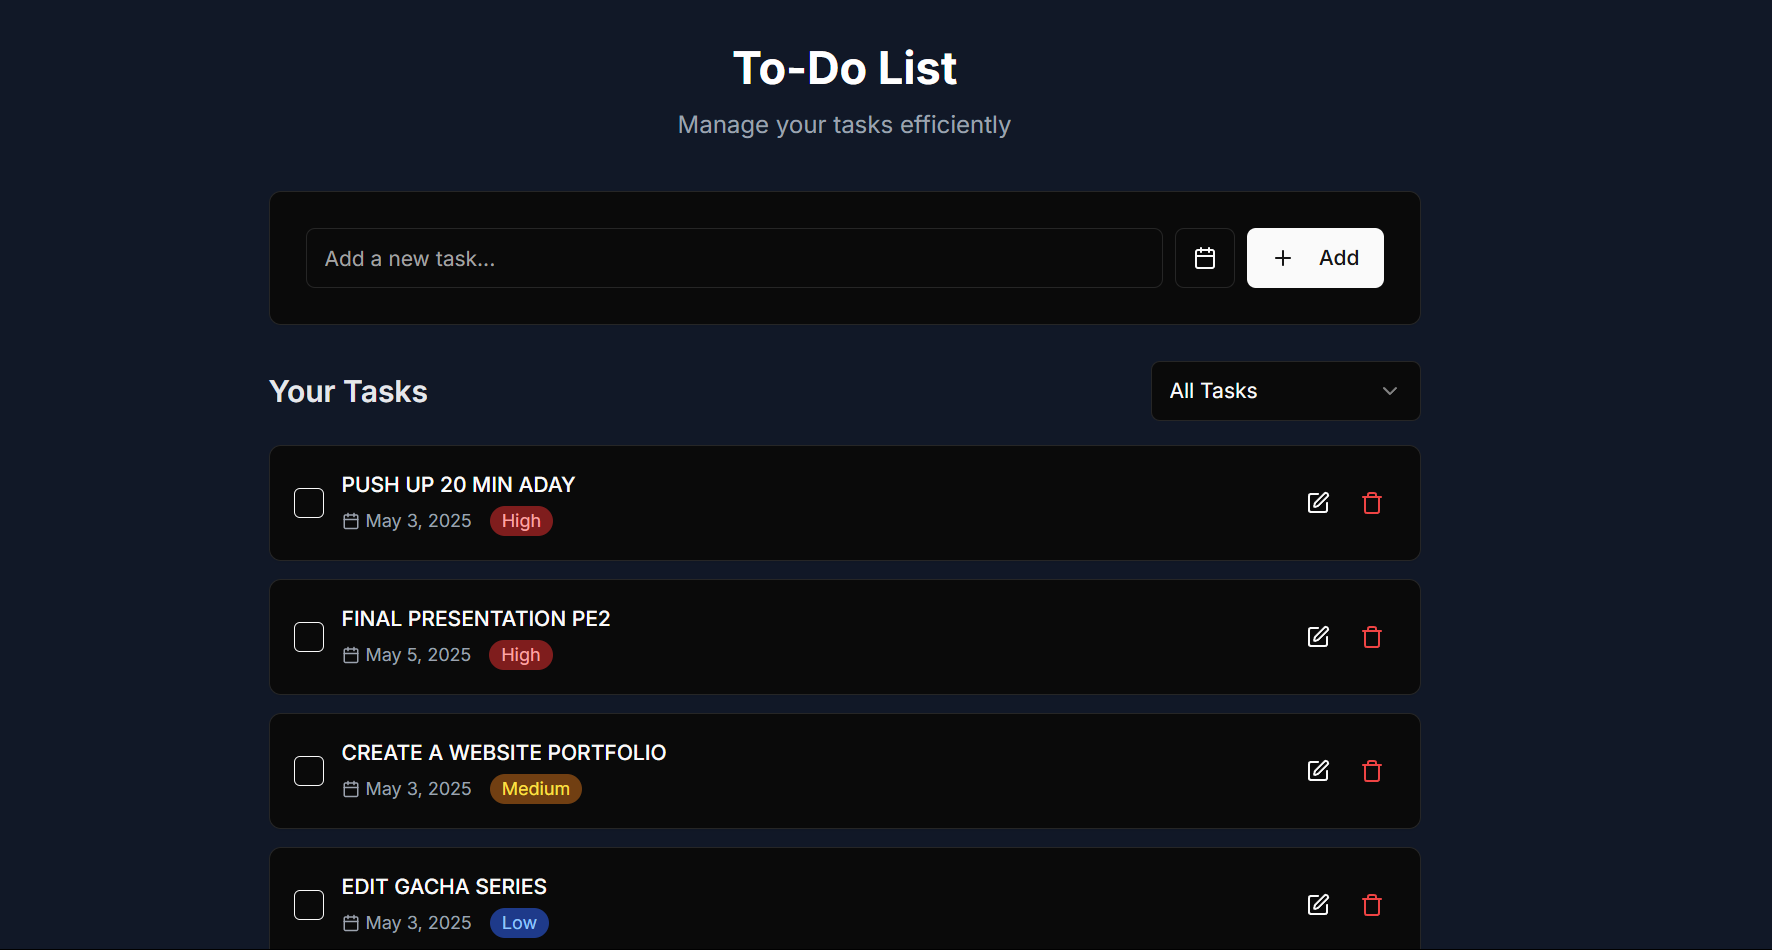 To-Do List
Manage your tasks efficiently
Add a new task...
Add
Your Tasks
All Tasks
PUSH UP 20 MIN ADAY
May 3, 2025 High
FINAL PRESENTATION PE2
May 5, 2025 High
CREATE A WEBSITE PORTFOLIO
May 3, 2025 Medium
EDIT GACHA SERIES
May 3, 2025 Low